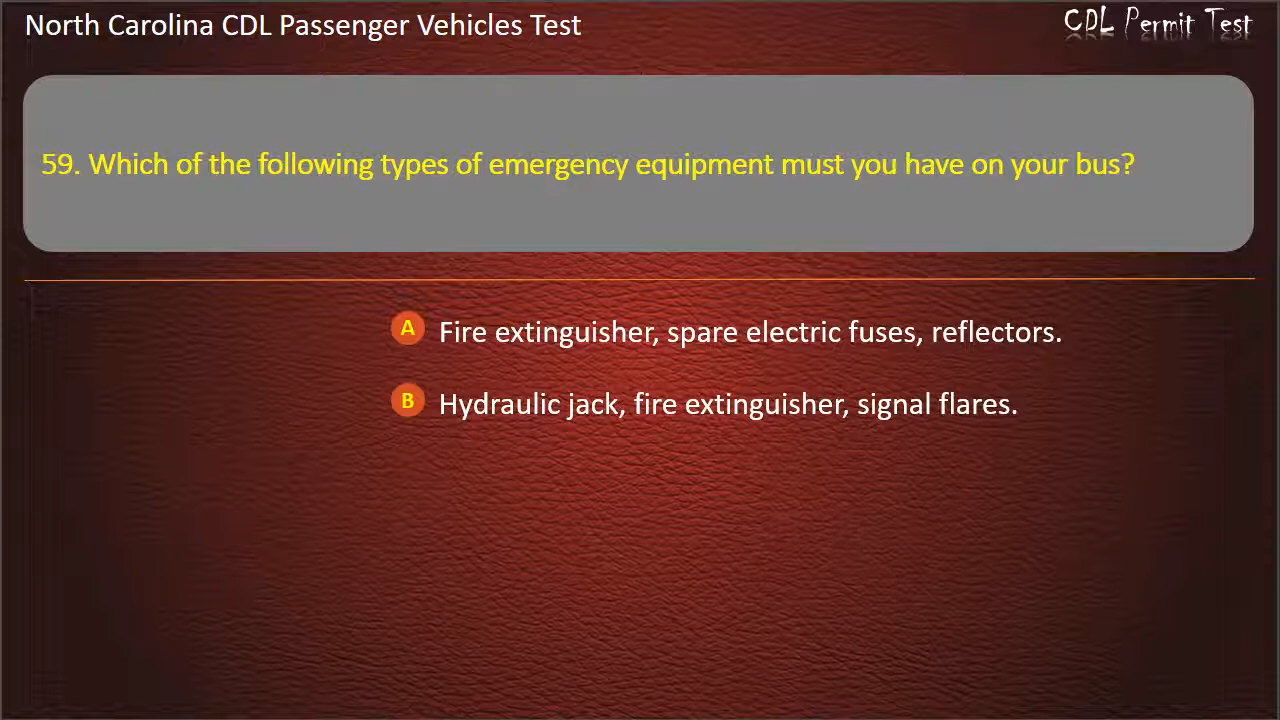 North Carolina CDL Passenger Vehicles Test
CDL Permit Test
59. Which of the following types of emergency equipment must you have on your bus?
A Fire extinguisher, spare electric fuses, reflectors.
B Hydraulic jack, fire extinguisher, signal flares.